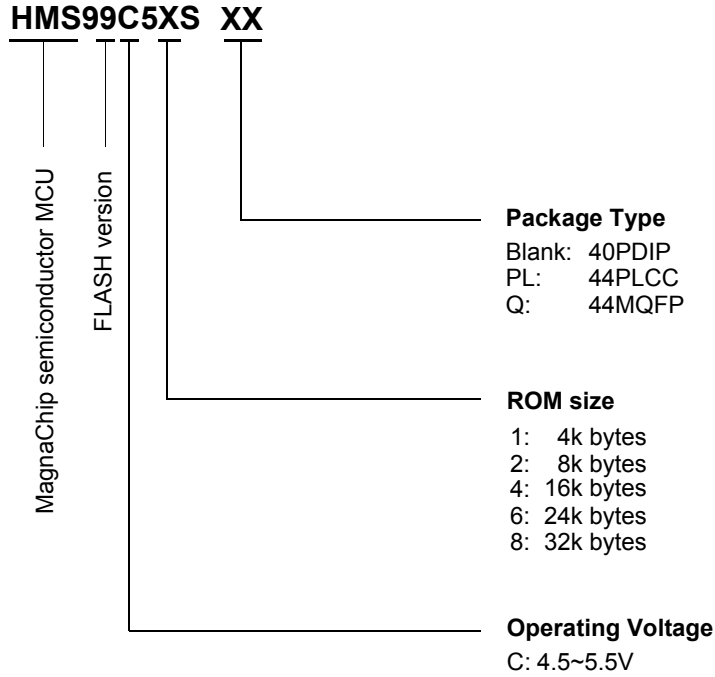 HMS99C5XS XX
MagnaChip semiconductor MCU
FLASH version
Package Type
Blank: 40PDIP
PL: 44PLCC
Q: 44MQFP
ROM size
1: 4k bytes
2: 8k bytes
4: 16k bytes
6: 24k bytes
8: 32k bytes
Operating Voltage
C: 4.5~5.5V